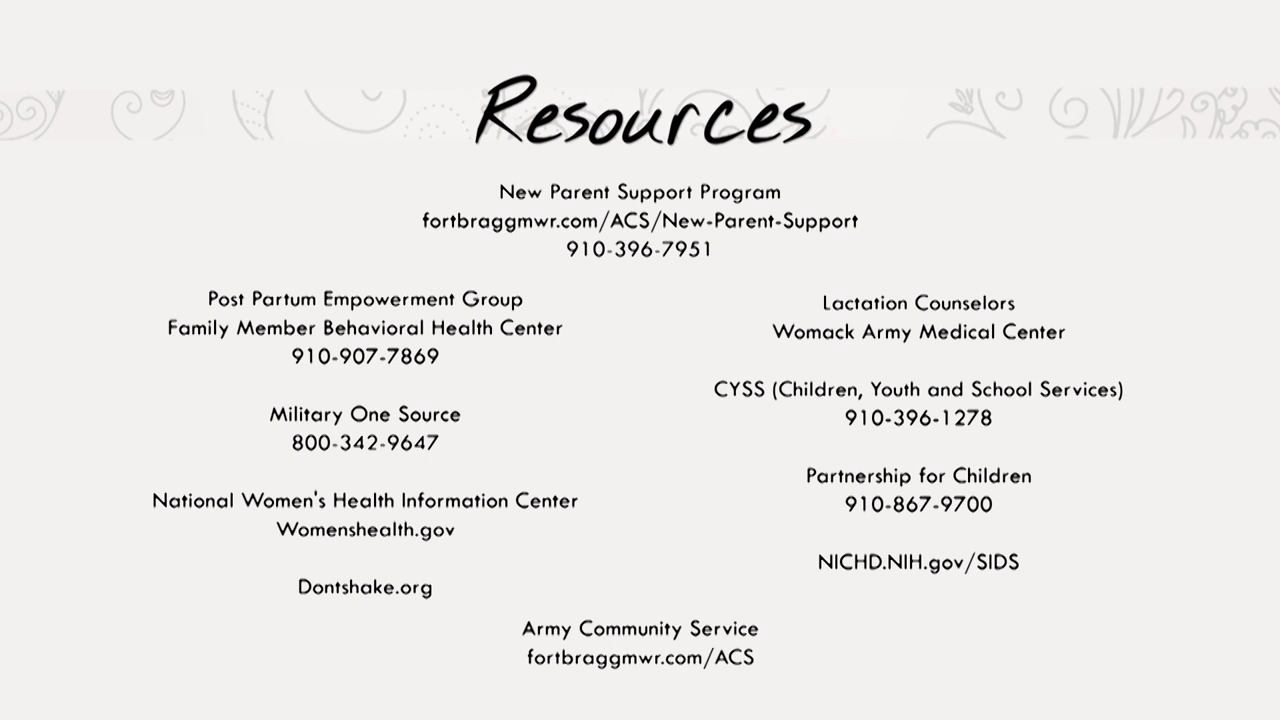 Resources
New Parent Support Program
fortbraggmwr.com/ACS/New-Parent-Support
910-396-7951
Post Partum Empowerment Group
Family Member Behavioral Health Center
910-907-7869
Military One Source
800-342-9647
National Women's Health Information Center
Womenshealth.gov
Dontshake.org
Lactation Counselors
Womack Army Medical Center
CYSS (Children, Youth and School Services)
910-396-1278
Partnership for Children
910-867-9700
NICHD.NIH.gov/SIDS
Army Community Service
fortbraggmwr.com/ACS